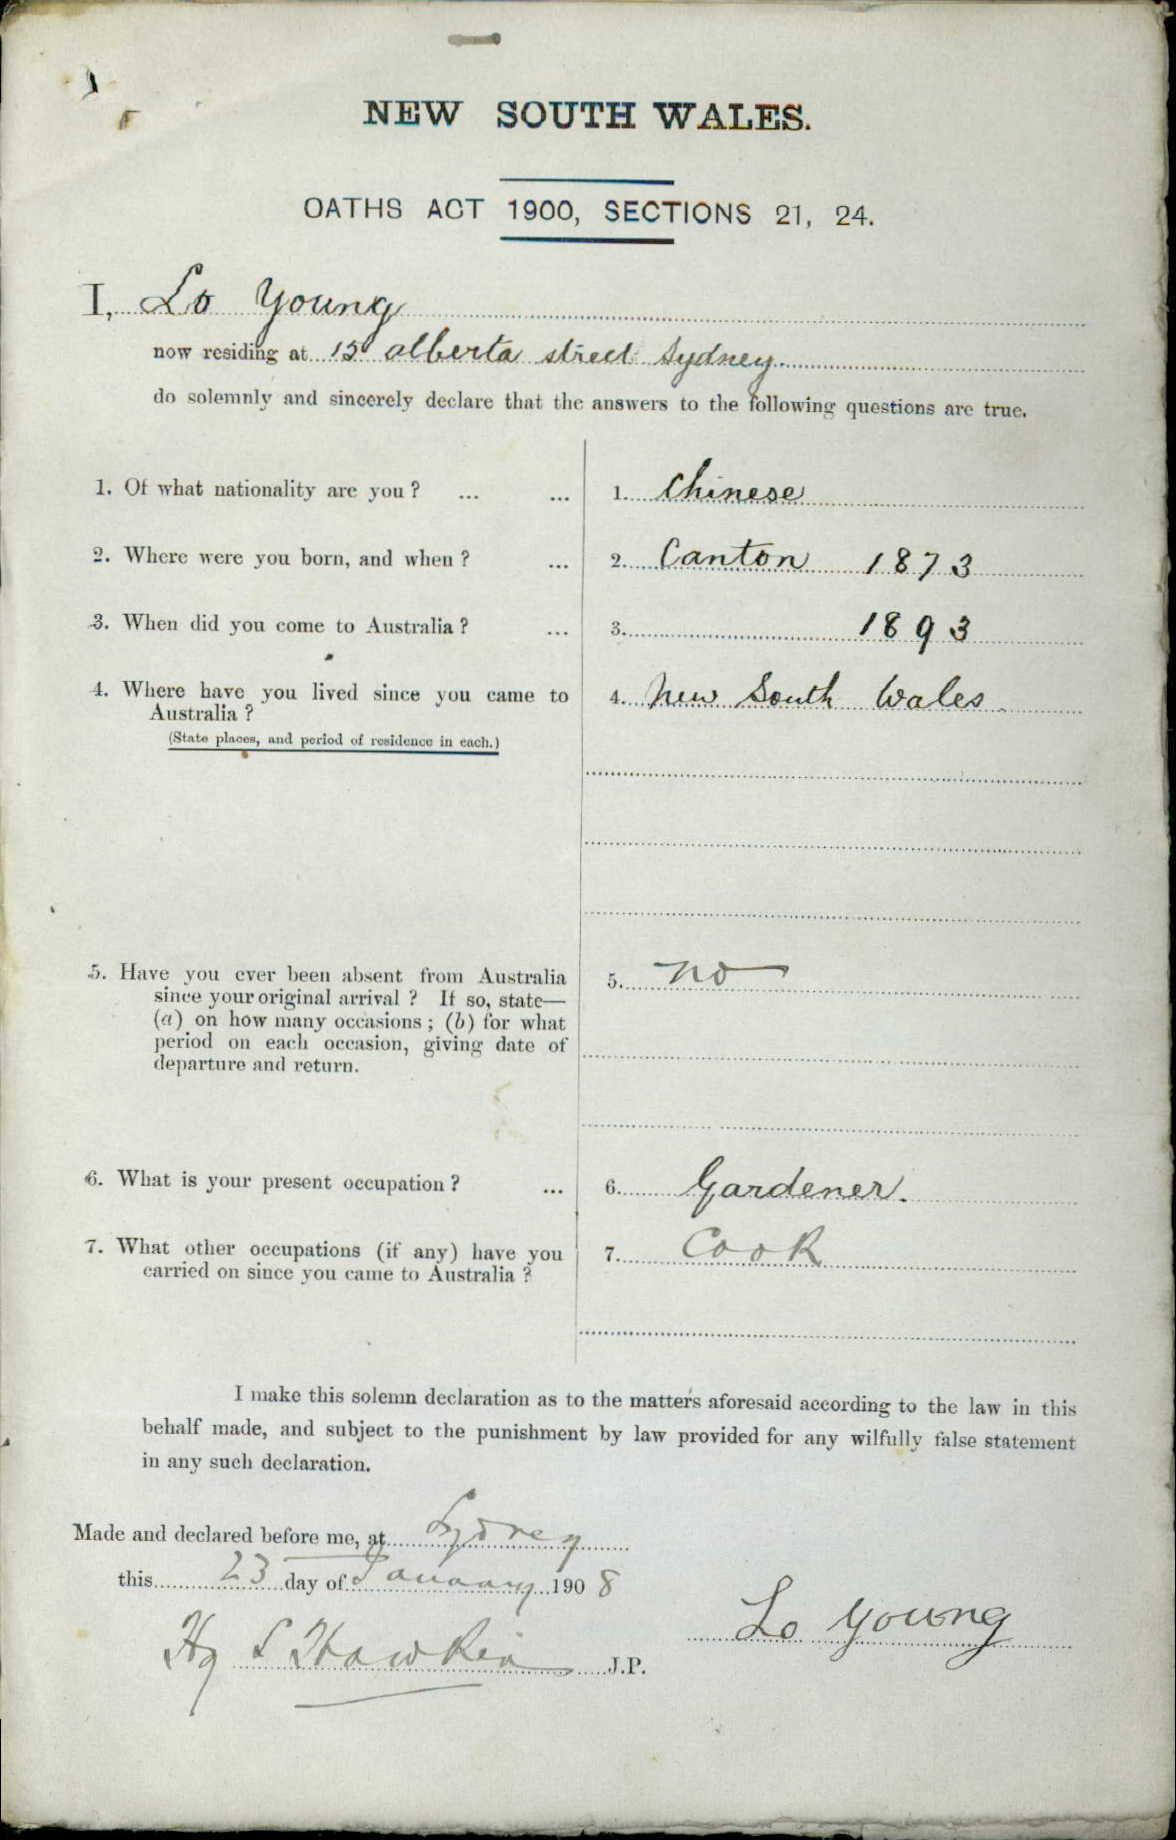 NEW SOUTH WALES.
OATHS ACT 1900, SECTIONS 21, 24.
I, Lo Young
now residing at 15 alberta street Sydney
do solemnly and sincerely declare that the answers to the following questions are true.
1. Of what nationality are you? ... ... 1. Chinese
2. Where were you born, and when? ... 2. Canton 1873
3. When did you come to Australia? ... 3. 1893
4. Where have you lived since you came to 4. New South Wales
Australia?
(State places, and period of residence in each.)
5. Have you ever been absent from Australia 5. no
since your original arrival? If so, state—
(a) on how many occasions; (b) for what
period on each occasion, giving date of
departure and return.
6. What is your present occupation? ... 6. Gardener.
7. What other occupations (if any) have you 7. Cook
carried on since you came to Australia?
I make this solemn declaration as to the matters aforesaid according to the law in this
behalf made, and subject to the punishment by law provided for any wilfully false statement
in any such declaration.
Made and declared before me, at Sydney
this 23 day of January 1908
Lo Young
Hy S Hawkin J.P.